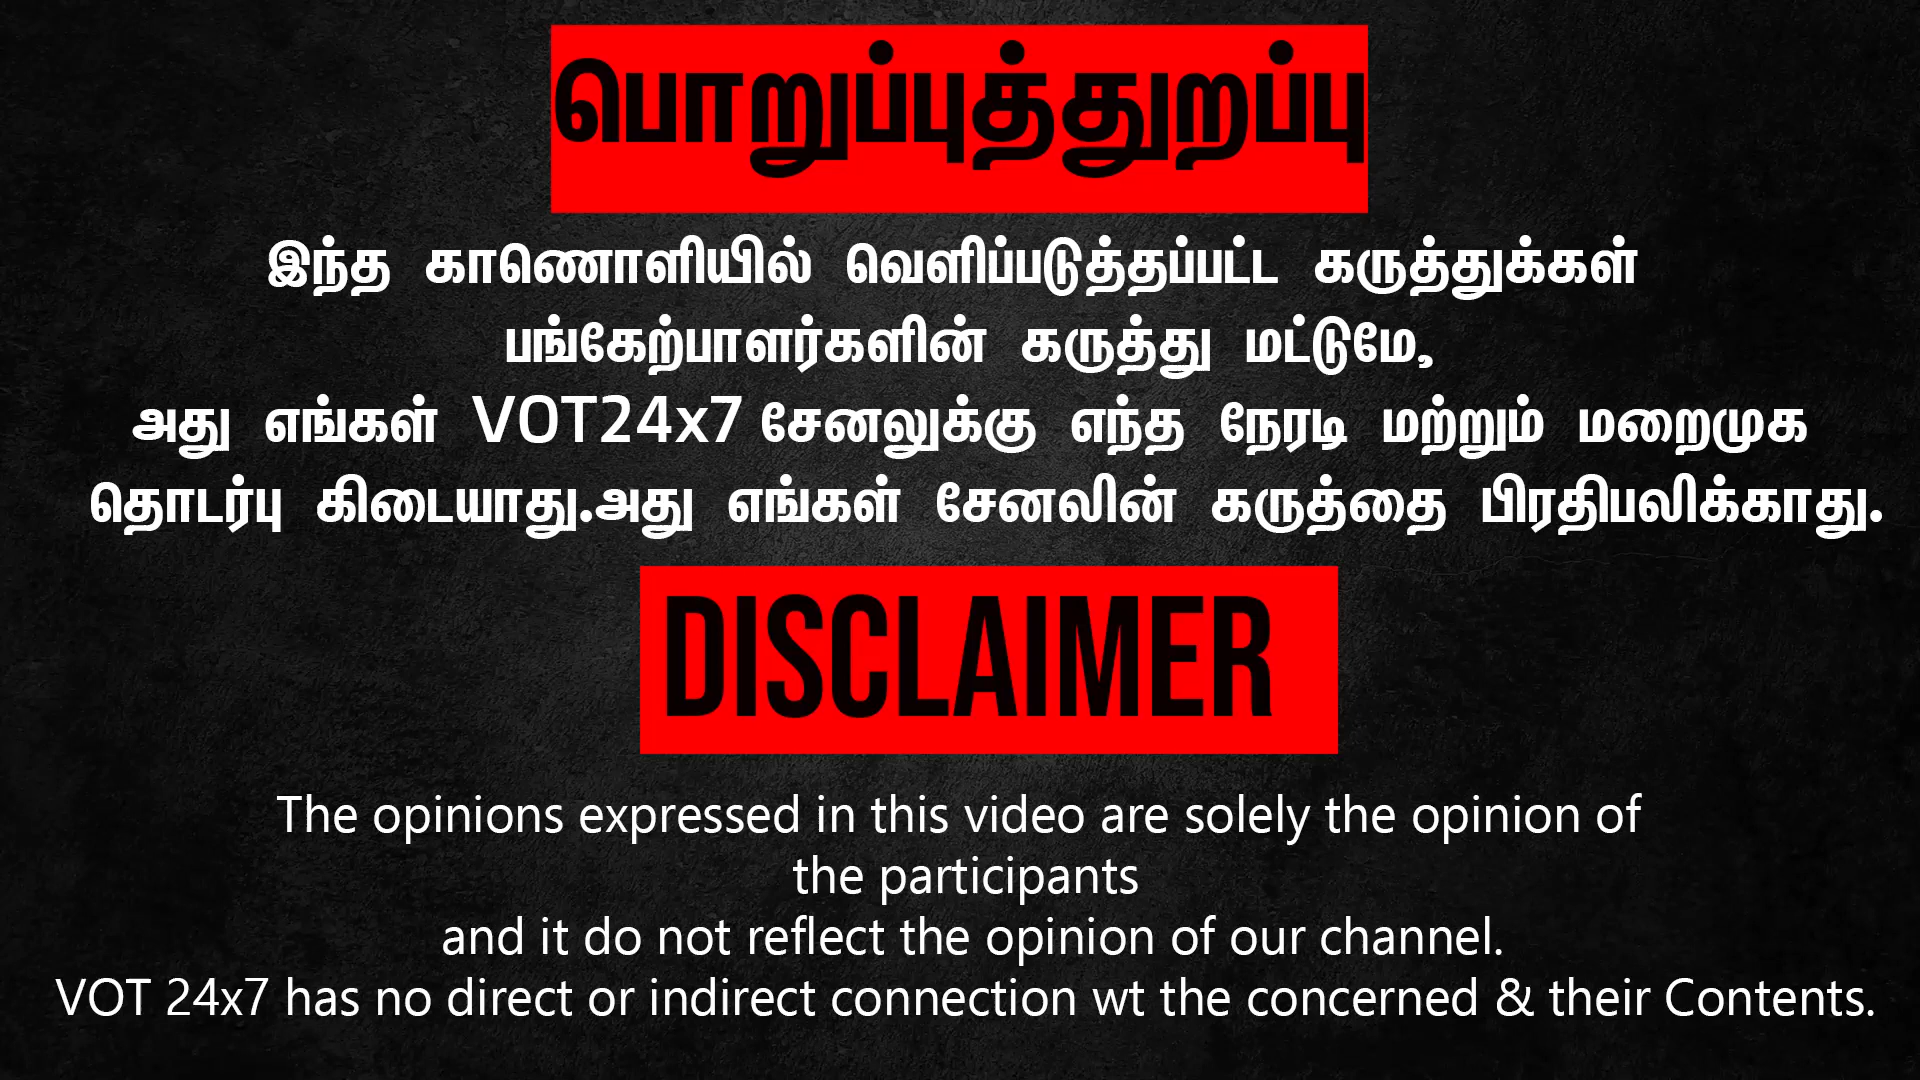 பொறுப்புத்துறப்பு
இந்த காணொளியில் வெளிப்படுத்தப்பட்ட கருத்துக்கள்
பங்கேற்பாளர்களின் கருத்து மட்டுமே,
அது எங்கள் VOT24x7 சேனலுக்கு எந்த நேரடி மற்றும் மறைமுக
தொடர்பு கிடையாது.அது எங்கள் சேனலின் கருத்தை பிரதிபலிக்காது.
DISCLAIMER
The opinions expressed in this video are solely the opinion of
the participants
and it do not reflect the opinion of our channel.
VOT 24x7 has no direct or indirect connection wt the concerned & their Contents.